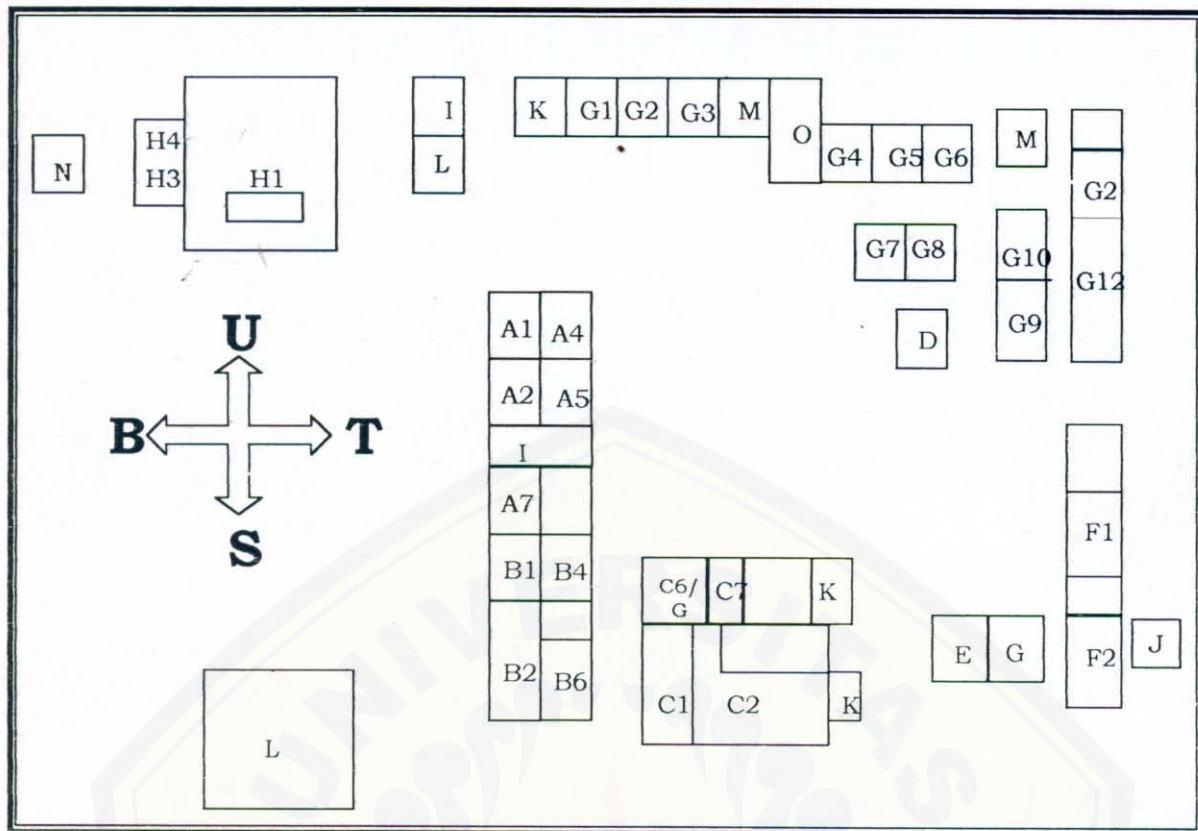 I K G1 G2 G3 M
O
H4 M
N L G4 G5 G6
H3 H1
G2
G7 G8 G10
G12
A1 A4 G9
U D
A2 A5
B T
I
A7
S F1
B1 B4 C6/ C7 K
G
E G F2 J
B2 B6
C1 C2 K
L
UNIVERSITAS